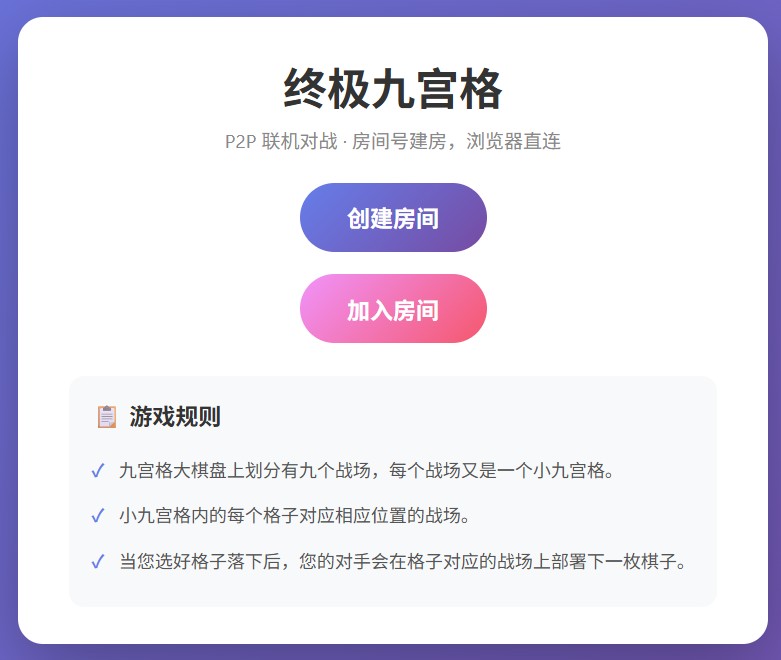 终极九宫格
P2P 联机对战 · 房间号建房，浏览器直连
创建房间
加入房间
游戏规则
九宫格大棋盘上划分有九个战场，每个战场又是一个小九宫格。
小九宫格内的每个格子对应相应位置的战场。
当您选好格子落下后，您的对手会在格子对应的战场上部署下一枚棋子。